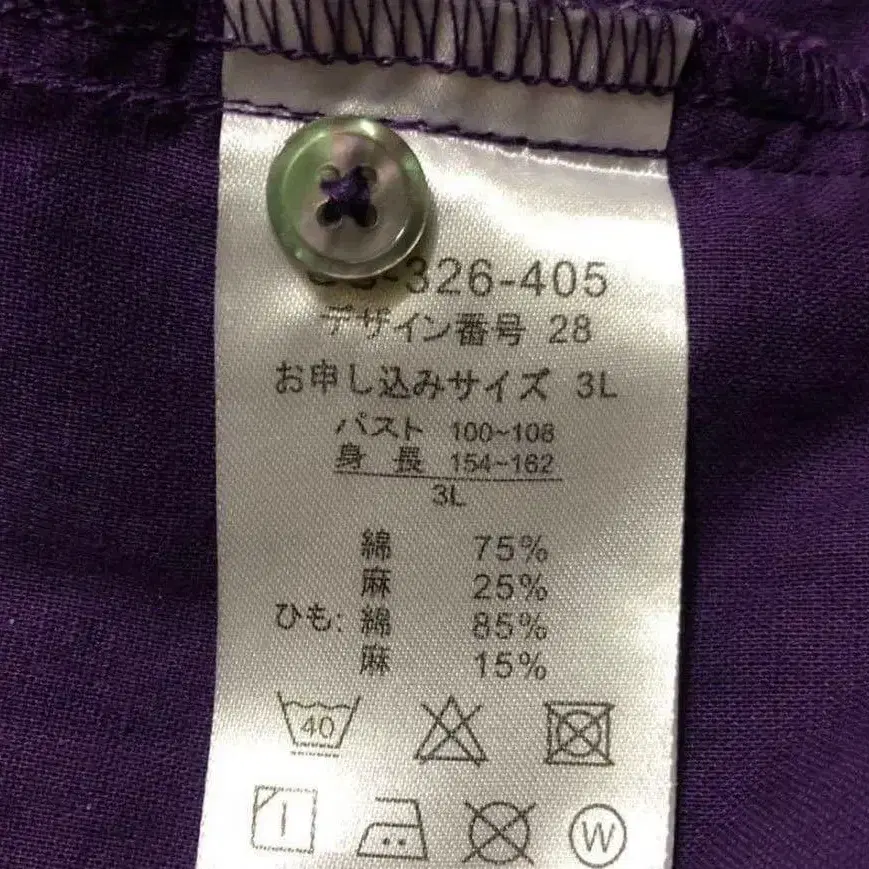 -326-405
デザイン番号 28
お申し込みサイズ 3L
バスト 100~108
身長 154~162
3L
綿 75%
麻 25%
ひも: 綿 85%
麻 15%
40
W